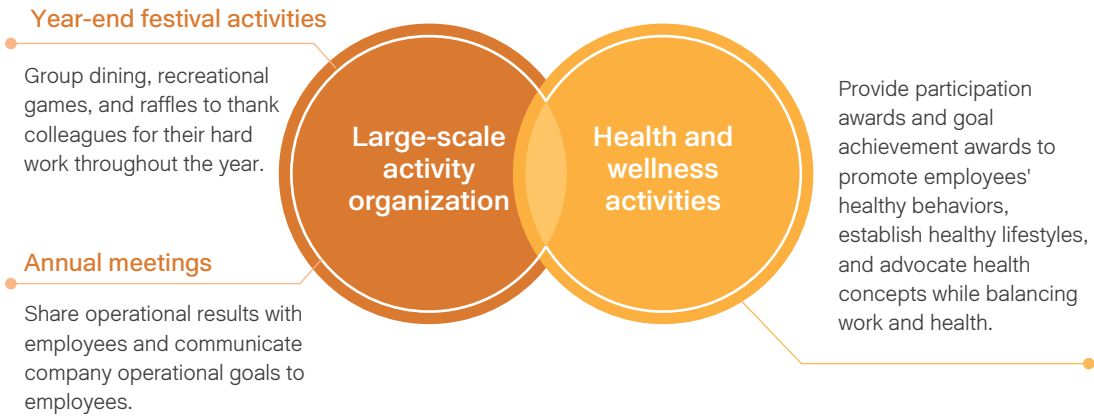 Year-end festival activities
Group dining, recreational
games, and raffles to thank
colleagues for their hard
work throughout the year.
Annual meetings
Share operational results with
employees and communicate
company operational goals to
employees.
Large-scale
activity
organization
Health and
wellness
activities
Provide participation
awards and goal
achievement awards to
promote employees'
healthy behaviors,
establish healthy lifestyles,
and advocate health
concepts while balancing
work and health.